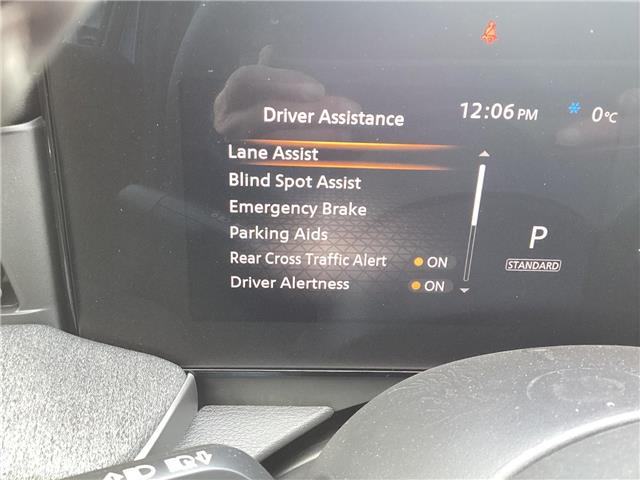 Driver Assistance
12:06 PM
0°C
Lane Assist
Blind Spot Assist
Emergency Brake
Parking Aids
Rear Cross Traffic Alert ON
Driver Alertness ON
P
STANDARD